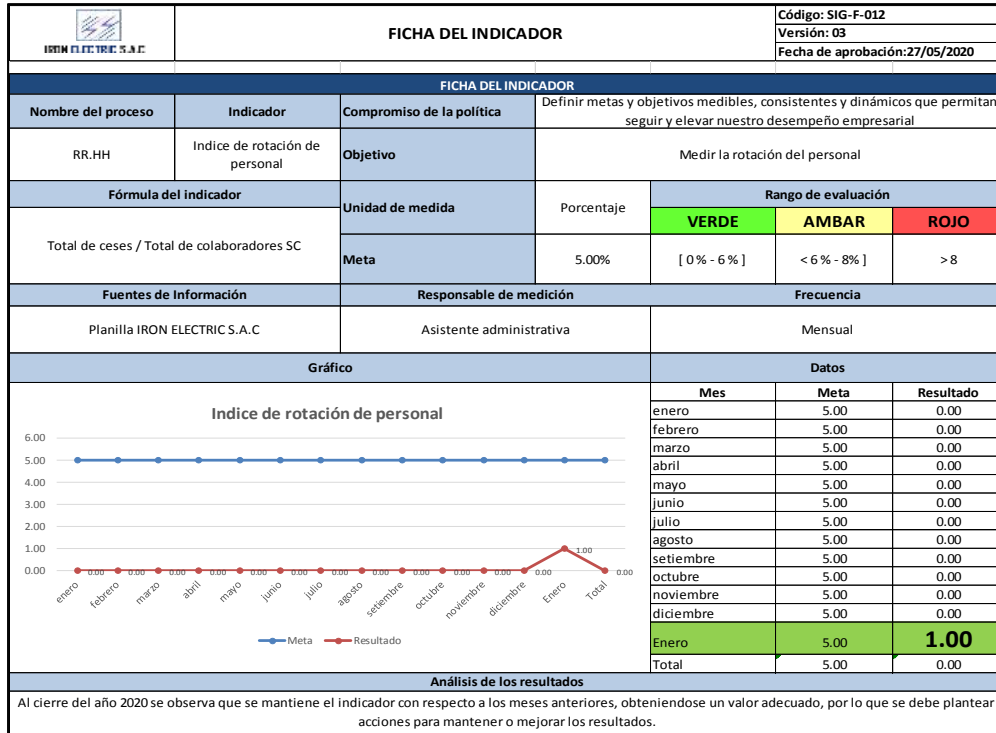 IRON ELECTRIC S.A.C
FICHA DEL INDICADOR
Código: SIG-F-012
Versión: 03
Fecha de aprobación:27/05/2020
FICHA DEL INDICADOR
Nombre del proceso
Indicador
Compromiso de la política
Definir metas y objetivos medibles, consistentes y dinámicos que permitan
seguir y elevar nuestro desempeño empresarial
RR.HH
Indice de rotación de
personal
Objetivo
Medir la rotación del personal
Fórmula del indicador
Unidad de medida
Porcentaje
Rango de evaluación
VERDE
AMBAR
ROJO
Total de ceses / Total de colaboradores SC
Meta
5.00%
[ 0 % - 6 % ]
< 6 % - 8% ]
> 8
Fuentes de Información
Responsable de medición
Frecuencia
Planilla IRON ELECTRIC S.A.C
Asistente administrativa
Mensual
Gráfico
Datos
Indice de rotación de personal
6.00
5.00
4.00
3.00
2.00
1.00
0.00
0.00 0.00 0.00 0.00 0.00 0.00 0.00 0.00 0.00 0.00 0.00 0.00 1.00 0.00
enero febrero marzo abril mayo junio julio agosto setiembre octubre noviembre diciembre Enero Total
Meta Resultado
Mes Meta Resultado
enero 5.00 0.00
febrero 5.00 0.00
marzo 5.00 0.00
abril 5.00 0.00
mayo 5.00 0.00
junio 5.00 0.00
julio 5.00 0.00
agosto 5.00 0.00
setiembre 5.00 0.00
octubre 5.00 0.00
noviembre 5.00 0.00
diciembre 5.00 0.00
Enero 5.00 1.00
Total 5.00 0.00
Análisis de los resultados
Al cierre del año 2020 se observa que se mantiene el indicador con respecto a los meses anteriores, obteniendose un valor adecuado, por lo que se debe plantear
acciones para mantener o mejorar los resultados.